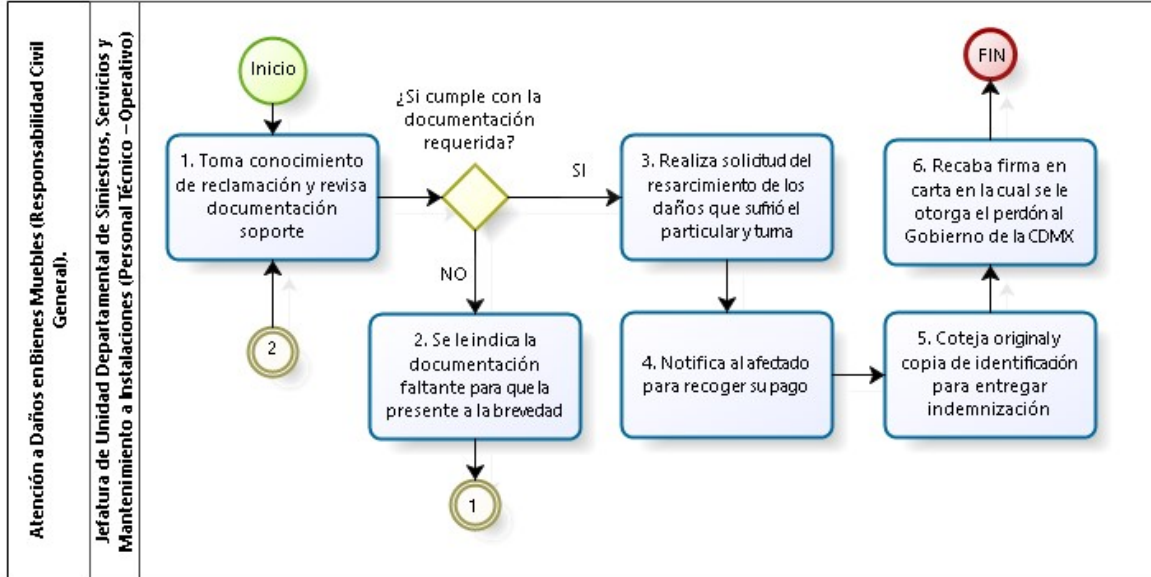 Atención a Daños en Bienes Muebles (Responsabilidad Civil
General).
Jefatura de Unidad Departamental de Siniestros, Servicios y
Mantenimiento a Instalaciones (Personal Técnico – Operativo)
Inicio
1. Toma conocimiento
de reclamación y revisa
documentación
soporte
2
¿Si cumple con la
documentación
requerida?
SI
NO
2. Se le indica la
documentación
faltante para que la
presente a la brevedad
1
3. Realiza solicitud del
resarcimiento de los
daños que sufrió el
particular y turna
4. Notifica al afectado
para recoger su pago
5. Coteja original y
copia de identificación
para entregar
indemnización
6. Recaba firma en
carta en la cual se le
otorga el perdón al
Gobierno de la CDMX
FIN